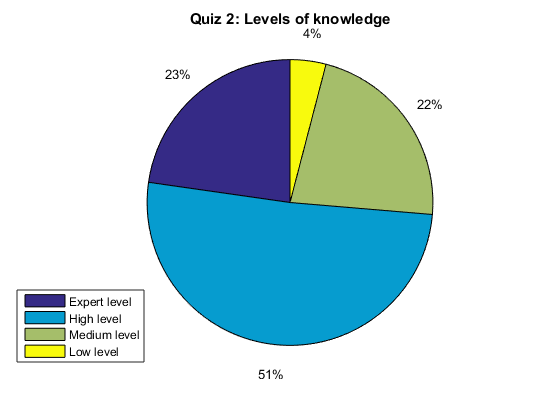 Quiz 2: Levels of knowledge
4%
23%
22%
Expert level
High level
Medium level
Low level
51%